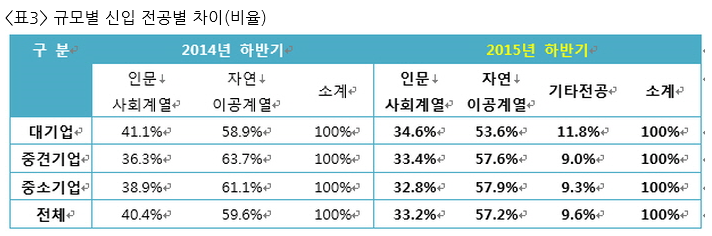 <표3> 규모별 신입 전공별 차이(비율)
구 분 2014년 하반기 2015년 하반기
인문↓ 자연↓ 소계 인문↓ 자연↓ 기타전공 소계
사회계열 이공계열 사회계열 이공계열
대기업 41.1% 58.9% 100% 34.6% 53.6% 11.8% 100%
중견기업 36.3% 63.7% 100% 33.4% 57.6% 9.0% 100%
중소기업 38.9% 61.1% 100% 32.8% 57.9% 9.3% 100%
전체 40.4% 59.6% 100% 33.2% 57.2% 9.6% 100%